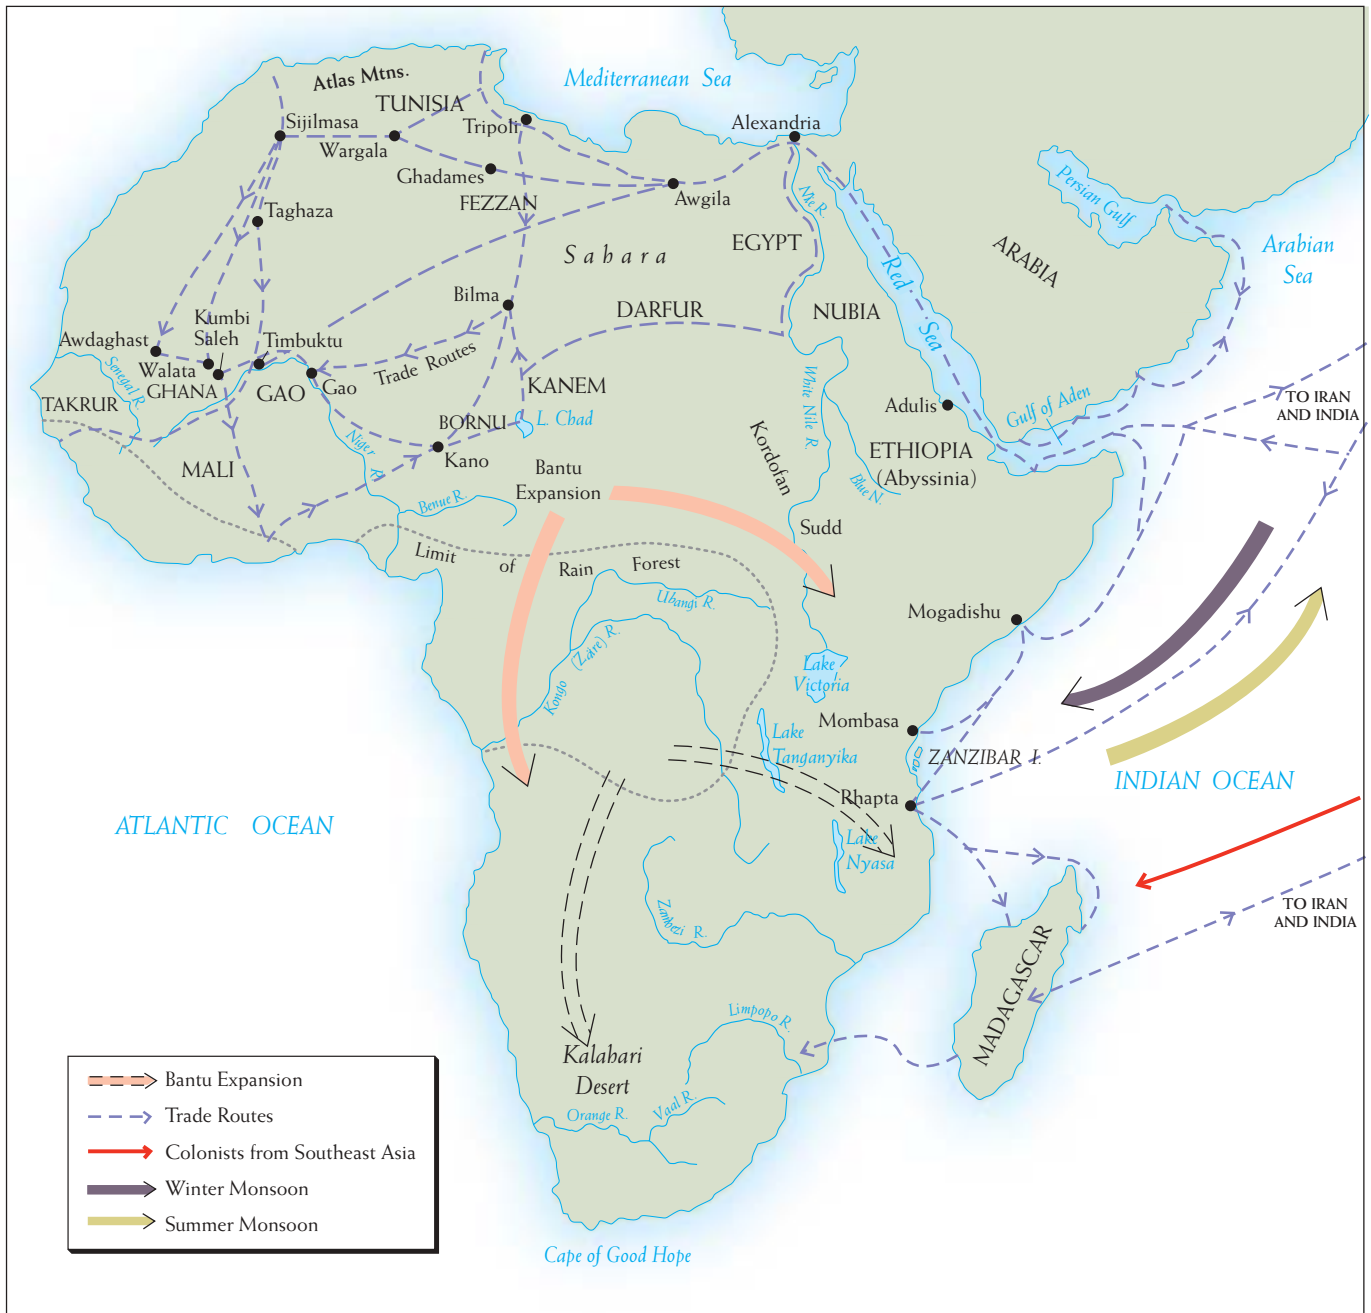 Atlas Mtns.
Mediterranean Sea
TUNISIA
Sijilmasa
Tripoli
Alexandria
Wargala
Ghadames
FEZZAN
Awgila
Nile R.
Persian Gulf
Taghaza
Sahara
EGYPT
Red
Sea
ARABIA
Arabian
Sea
Bilma
DARFUR
NUBIA
Kumbi
Saleh
Awdaghast
Timbuktu
Walata
GHANA
Senegal R.
Trade Routes
GAO
Gao
KANEM
White Nile R.
Adulis
Gulf of Aden
TO IRAN
AND INDIA
TAKRUR
BORNU
L. Chad
Kordofan
ETHIOPIA
(Abyssinia)
MALI
Niger R.
Kano
Bantu
Expansion
Blue N.
Benue R.
Sudd
Limit of Rain Forest
Ubangi R.
Mogadishu
Kongo (Zaire) R.
Lake
Victoria
Mombasa
Lake
Tanganyika
ZANZIBAR I.
INDIAN OCEAN
Rhapta
ATLANTIC OCEAN
Lake
Nyasa
Zambezi R.
TO IRAN
AND INDIA
MADAGASCAR
Limpopo R.
Kalahari
Desert
Orange R.
Vaal R.
Bantu Expansion
Trade Routes
Colonists from Southeast Asia
Winter Monsoon
Summer Monsoon
Cape of Good Hope